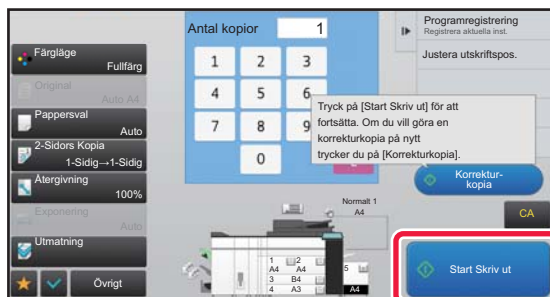 Antal kopior
1
Programregistrering
Registrera aktuella inst.
Justera utskriftspos.
Färgläge
Fullfärg
Original
Auto A4
Papperval
Auto
2-Sidors Kopia
1-Sidig→1-Sidig
Återgivning
100%
Exponering
Auto
Utmatning
Övrigt
1
2
3
4
5
6
7
8
9
0
Tryck på [Start Skriv ut] för att
fortsätta. Om du vill göra en
korrekturkopia på nytt
trycker du på [Korrekturkopia].
Korrektur-
kopia
CA
Start Skriv ut
Normalt 1
A4
1 2
A4 A4
3 B4
4 A3
5
A4